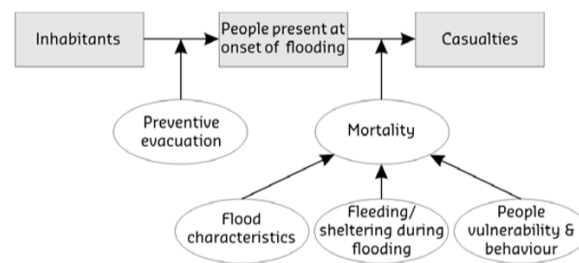 Inhabitants
People present at
onset of flooding
Casualties
Preventive
evacuation
Mortality
Flood
characteristics
Fleeding/
sheltering during
flooding
People
vulnerability &
behaviour